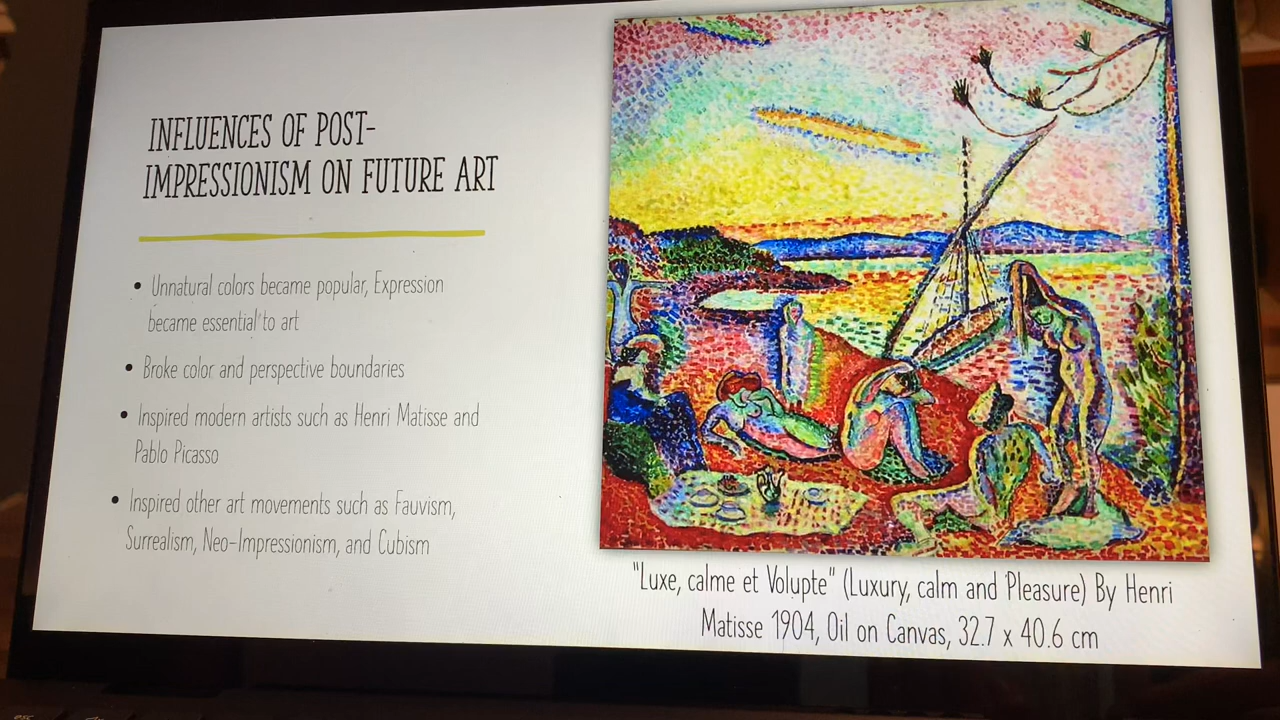 INFLUENCES OF POST-
IMPRESSIONISM ON FUTURE ART
• Unnatural colors became popular, Expression
became essential to art
• Broke color and perspective boundaries
• Inspired modern artists such as Henri Matisse and
Pablo Picasso
• Inspired other art movements such as Fauvism,
Surrealism, Neo-Impressionism, and Cubism
"Luxe, calme et Volupte" (Luxury, calm and Pleasure) By Henri
Matisse 1904, Oil on Canvas, 32.7 x 40.6 cm
esc